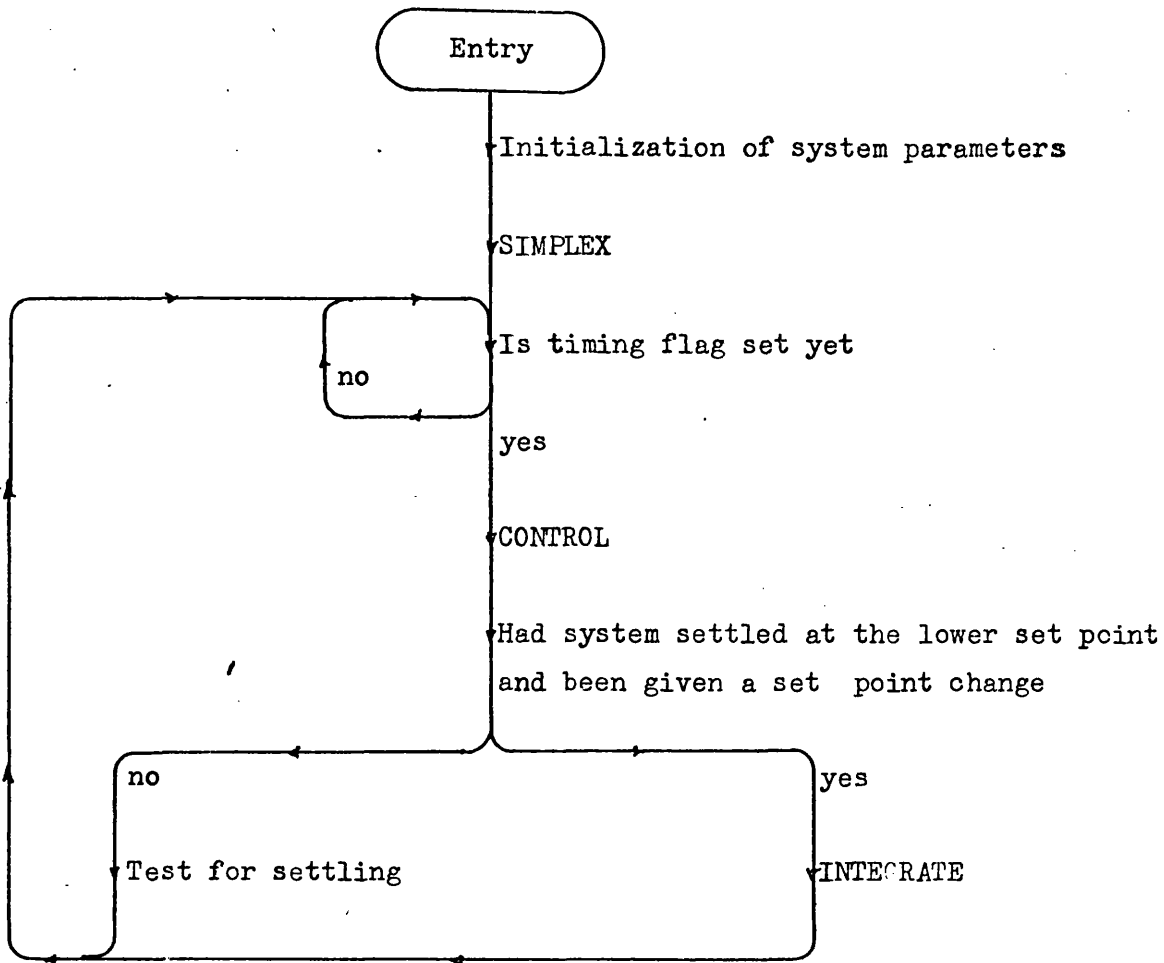 Entry
Initialization of system parameters
SIMPLEX
Is timing flag set yet
no
yes
CONTROL
Had system settled at the lower set point
and been given a set point change
no
yes
Test for settling
INTEGRATE